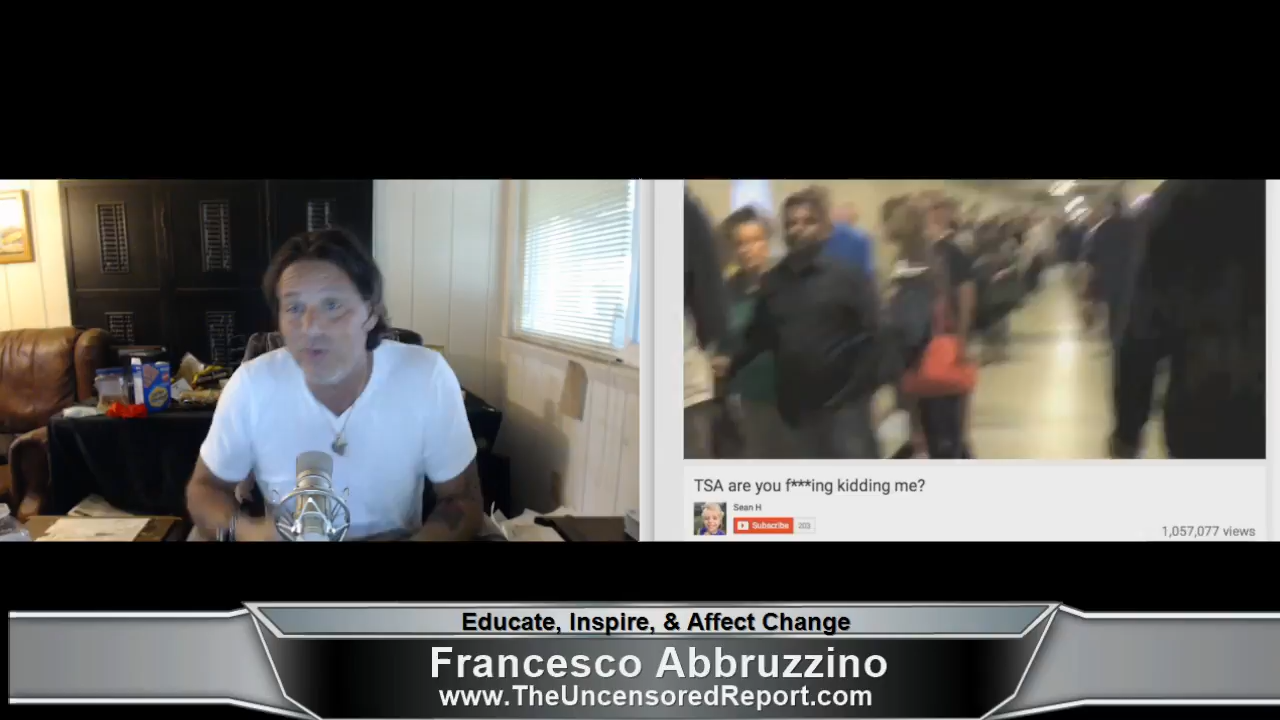 TSA are you f***ing kidding me?
Sean H
Subscribe 203
1,057,077 views
Educate, Inspire, & Affect Change
Francesco Abbruzzino
www.TheUncensoredReport.com